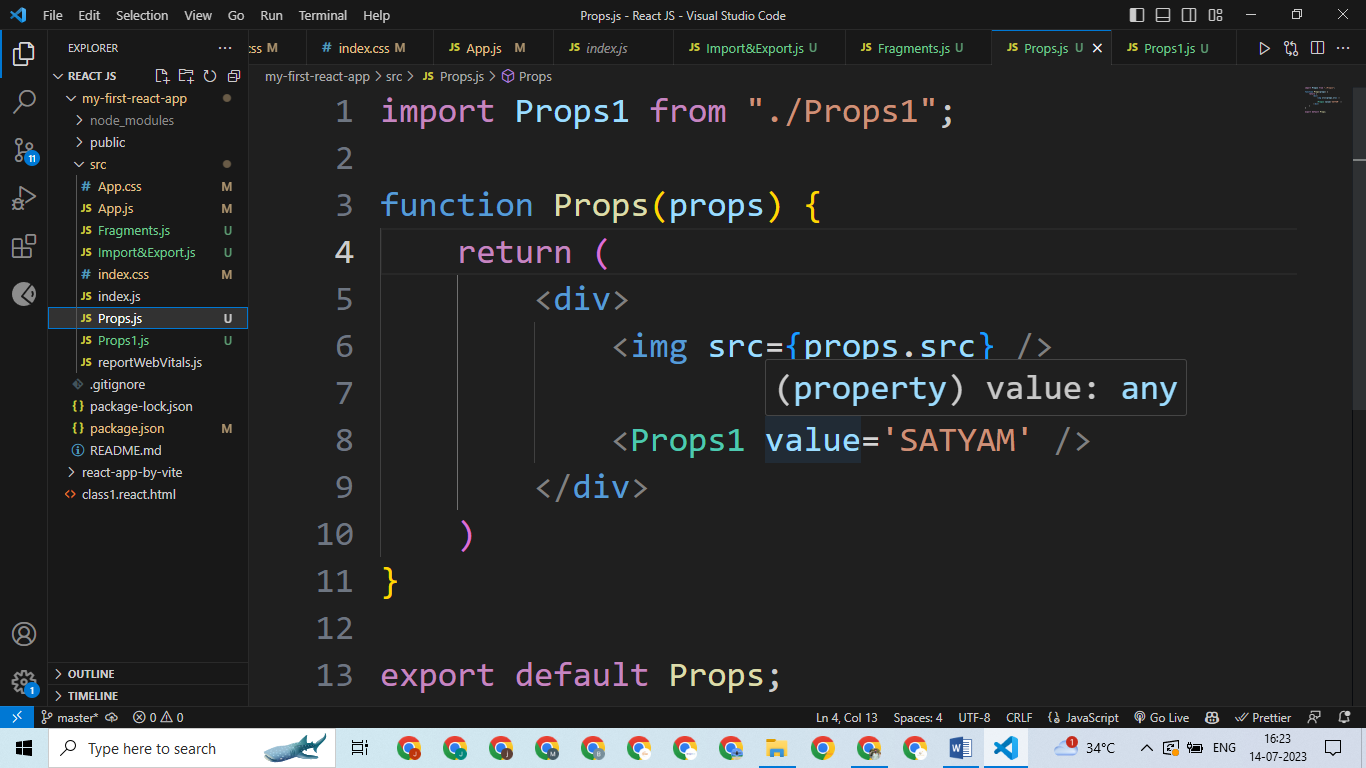 File Edit Selection View Go Run Terminal Help
Props.js - React JS - Visual Studio Code
EXPLORER
css M
# index.css M
JS App.js M
JS index.js
JS Import&Export.js U
JS Fragments.js U
JS Props.js U
JS Props1.js U
REACT JS
my-first-react-app
node_modules
public
src
# App.css M
JS App.js M
JS Fragments.js U
JS Import&Export.js U
# index.css M
JS index.js
JS Props.js U
JS Props1.js U
JS reportWebVitals.js
.gitignore
{} package-lock.json
{} package.json M
README.md
react-app-by-vite
<> class1.react.html
OUTLINE
TIMELINE
11
1
my-first-react-app > src > JS Props.js > Props
1 import Props1 from "./Props1";
2
3 function Props(props) {
4 return (
5 <div>
6 <img src={props.src} />
7
(property) value: any
8 <Props1 value='SATYAM' />
9 </div>
10 )
11 }
12
13 export default Props;
master* 0 0
Ln 4, Col 13 Spaces: 4 UTF-8 CRLF {} JavaScript Go Live Prettier
Type here to search
1 34°C
ENG
16:23
14-07-2023